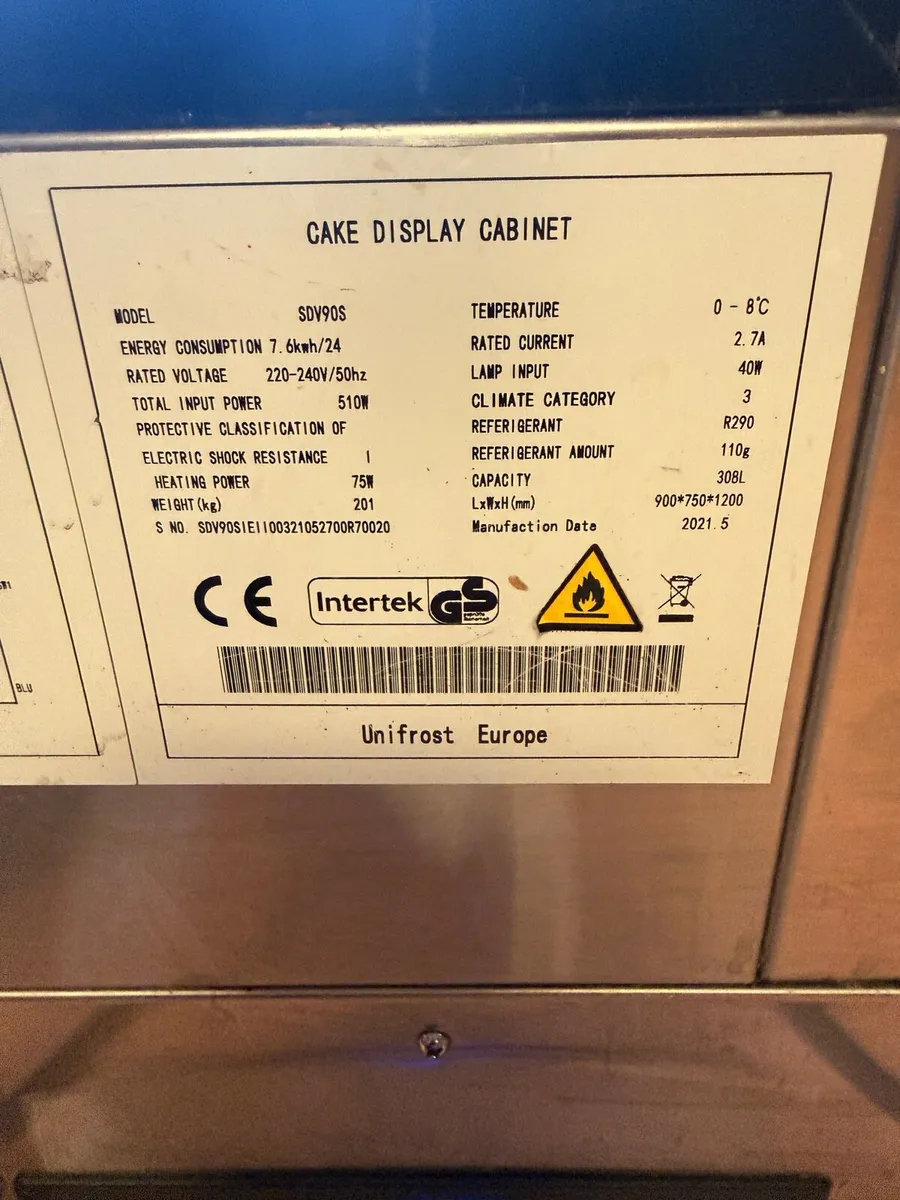 CAKE DISPLAY CABINET
MODEL SDV90S
ENERGY CONSUMPTION 7.6kwh/24
RATED VOLTAGE 220-240V/50hz
TOTAL INPUT POWER 510W
PROTECTIVE CLASSIFICATION OF
ELECTRIC SHOCK RESISTANCE I
HEATING POWER 75W
WEIGHT(kg) 201
S NO. SDV90SIEII00321052700R70020
TEMPERATURE 0 - 8℃
RATED CURRENT 2.7A
LAMP INPUT 40W
CLIMATE CATEGORY 3
REFERIGERANT R290
REFERIGERANT AMOUNT 110g
CAPACITY 308L
LxWxH(mm) 900*750*1200
Manufaction Date 2021.5
CE
Intertek GS
Unifrost Europe
BLU